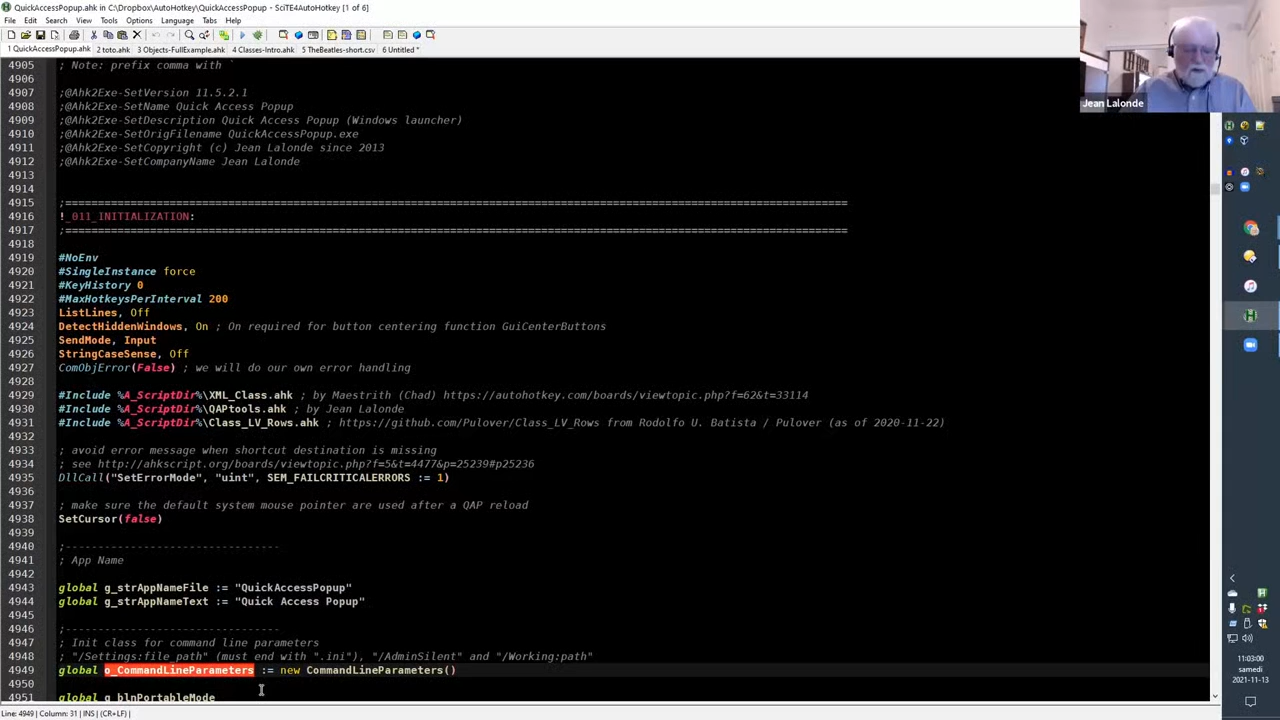 QuickAccessPopup.ahk in C:\Dropbox\AutoHotkey\QuickAccessPopup - SciTE4AutoHotkey [1 of 6]
File Edit Search View Tools Options Language Tabs Help
1 QuickAccessPopup.ahk 2 toto.ahk 3 Objects-FullExample.ahk 4 Classes-Intro.ahk 5 TheBeatles-short.csv 6 Untitled *
4905 ; Note: prefix comma with `
4906
4907 ;@Ahk2Exe-SetVersion 11.5.2.1
4908 ;@Ahk2Exe-SetName Quick Access Popup
4909 ;@Ahk2Exe-SetDescription Quick Access Popup (Windows launcher)
4910 ;@Ahk2Exe-SetOrigFilename QuickAccessPopup.exe
4911 ;@Ahk2Exe-SetCopyright (c) Jean Lalonde since 2013
4912 ;@Ahk2Exe-SetCompanyName Jean Lalonde
4913
4914
4915 ;========================================================================================================================
4916 !_011_INITIALIZATION:
4917 ;========================================================================================================================
4918
4919 #NoEnv
4920 #SingleInstance force
4921 #KeyHistory 0
4922 #MaxHotkeysPerInterval 200
4923 ListLines, Off
4924 DetectHiddenWindows, On ; On required for button centering function GuiCenterButtons
4925 SendMode, Input
4926 StringCaseSense, Off
4927 ComObjError(False) ; we will do our own error handling
4928
4929 #Include %A_ScriptDir%\XML_Class.ahk ; by Maestrith (Chad) https://autohotkey.com/boards/viewtopic.php?f=62&t=33114
4930 #Include %A_ScriptDir%\QAPtools.ahk ; by Jean Lalonde
4931 #Include %A_ScriptDir%\Class_LV_Rows.ahk ; https://github.com/Pulover/Class_LV_Rows from Rodolfo U. Batista / Pulover (as of 2020-11-22)
4932
4933 ; avoid error message when shortcut destination is missing
4934 ; see http://ahkscript.org/boards/viewtopic.php?f=5&t=4477&p=25239#p25236
4935 DllCall("SetErrorMode", "uint", SEM_FAILCRITICALERRORS := 1)
4936
4937 ; make sure the default system mouse pointer are used after a QAP reload
4938 SetCursor(false)
4939
4940 ;---------------------------------
4941 ; App Name
4942
4943 global g_strAppNameFile := "QuickAccessPopup"
4944 global g_strAppNameText := "Quick Access Popup"
4945
4946 ;---------------------------------
4947 ; Init class for command line parameters
4948 ; "/Settings:file_path" (must end with ".ini"), "/AdminSilent" and "/Working:path"
4949 global o_CommandLineParameters := new CommandLineParameters()
4950
4951 global g_blnPortableMode
Line: 4949 | Column: 31 | INS | (CR+LF) |
Jean Lalonde
11:03:00
2021-11-13